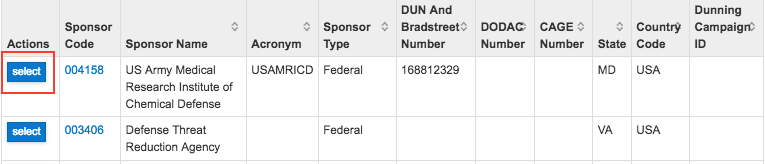 Actions Sponsor Code Sponsor Name Acronym Sponsor Type DUN And Bradstreet Number DODAC Number CAGE Number State Country Code Dunning Campaign ID
select 004158 US Army Medical Research Institute of Chemical Defense USAMRICD Federal 168812329 MD USA
select 003406 Defense Threat Reduction Agency Federal VA USA